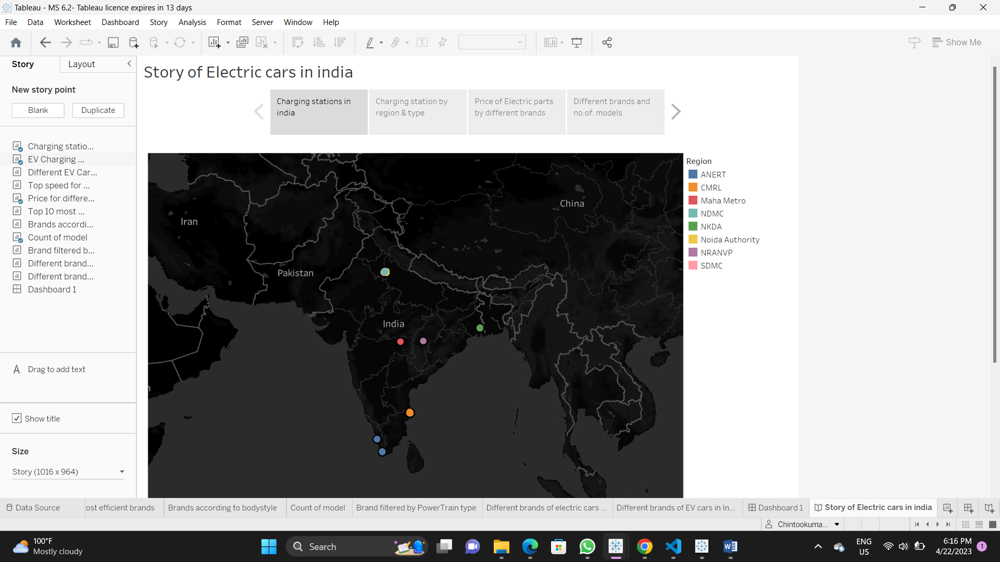 Tableau - MS 6.2- Tableau licence expires in 13 days
File Data Worksheet Dashboard Story Analysis Format Server Window Help
Show Me
Story Layout
New story point
Blank Duplicate
Charging statio...
EV Charging ...
Different EV Car...
Top speed for ...
Price for differe...
Top 10 most ...
Brands accordi...
Count of model
Brand filtered b...
Different brand...
Different brand...
Dashboard 1
Drag to add text
Show title
Size
Story (1016 x 964)
Story of Electric cars in india
Charging stations in
india
Charging station by
region & type
Price of Electric parts
by different brands
Different brands and
no.of. models
Iran
China
Pakistan
India
n
Region
ANERT
CMRL
Maha Metro
NDMC
NKDA
Noida Authority
NRANVP
SDMC
Data Source ost efficient brands Brands according to bodystyle Count of model Brand filtered by PowerTrain type Different brands of electric cars ... Different brands of EV cars in In... Dashboard 1 Story of Electric cars in india
Chintookuma...
100°F
Mostly cloudy
Search
ENG
US
6:16 PM
4/22/2023
1